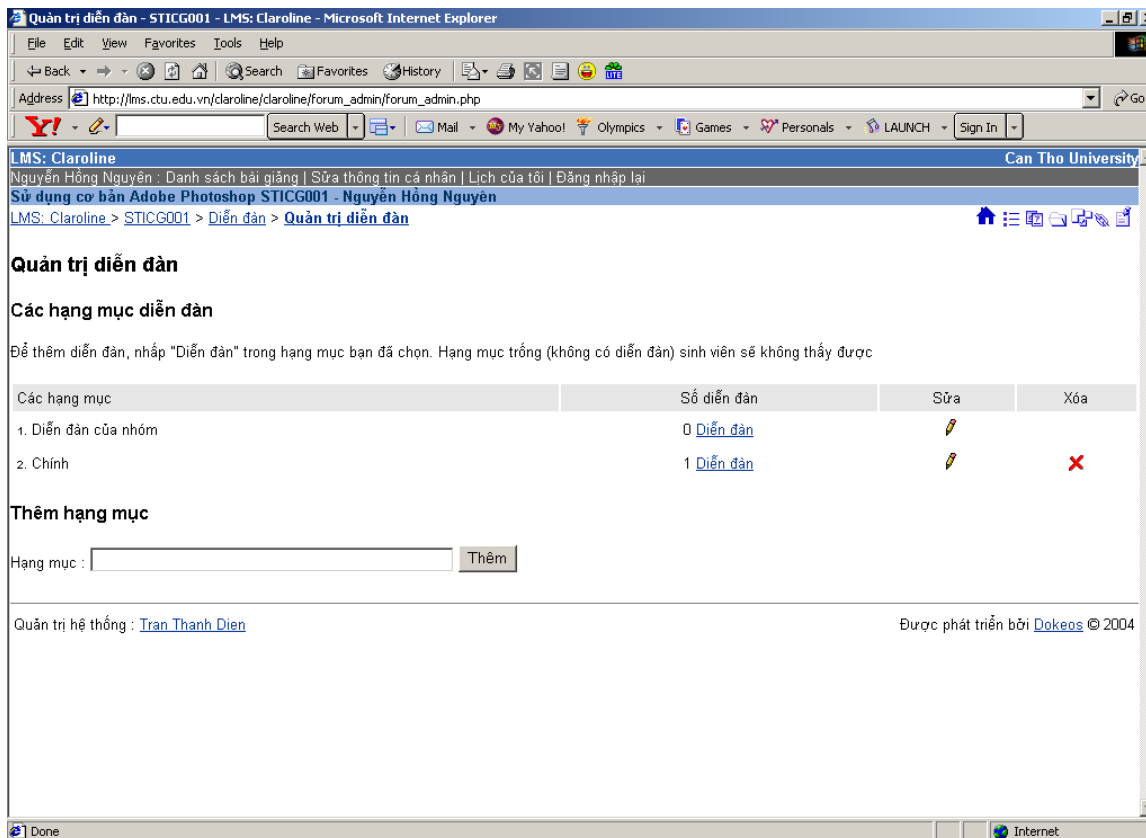 Quản trị diễn đàn - STICG001 - LMS: Claroline - Microsoft Internet Explorer
File Edit View Favorites Tools Help
Back Search Favorites History
Address http://lms.ctu.edu.vn/claroline/claroline/forum_admin/forum_admin.php Go
Y! Search Web Mail My Yahoo! Olympics Games Personals LAUNCH Sign In
LMS: Claroline Can Tho University
Nguyễn Hồng Nguyên : Danh sách bài giảng | Sửa thông tin cá nhân | Lịch của tôi | Đăng nhập lại
Sử dụng cơ bản Adobe Photoshop STICG001 - Nguyễn Hồng Nguyên
LMS: Claroline > STICG001 > Diễn đàn > Quản trị diễn đàn
Quản trị diễn đàn
Các hạng mục diễn đàn
Để thêm diễn đàn, nhấp "Diễn đàn" trong hạng mục bạn đã chọn. Hạng mục trống (không có diễn đàn) sinh viên sẽ không thấy được
Các hạng mục Số diễn đàn Sửa Xóa
1. Diễn đàn của nhóm 0 Diễn đàn
2. Chính 1 Diễn đàn
Thêm hạng mục
Hạng mục : Thêm
Quản trị hệ thống : Tran Thanh Dien Được phát triển bởi Dokeos © 2004
Done Internet